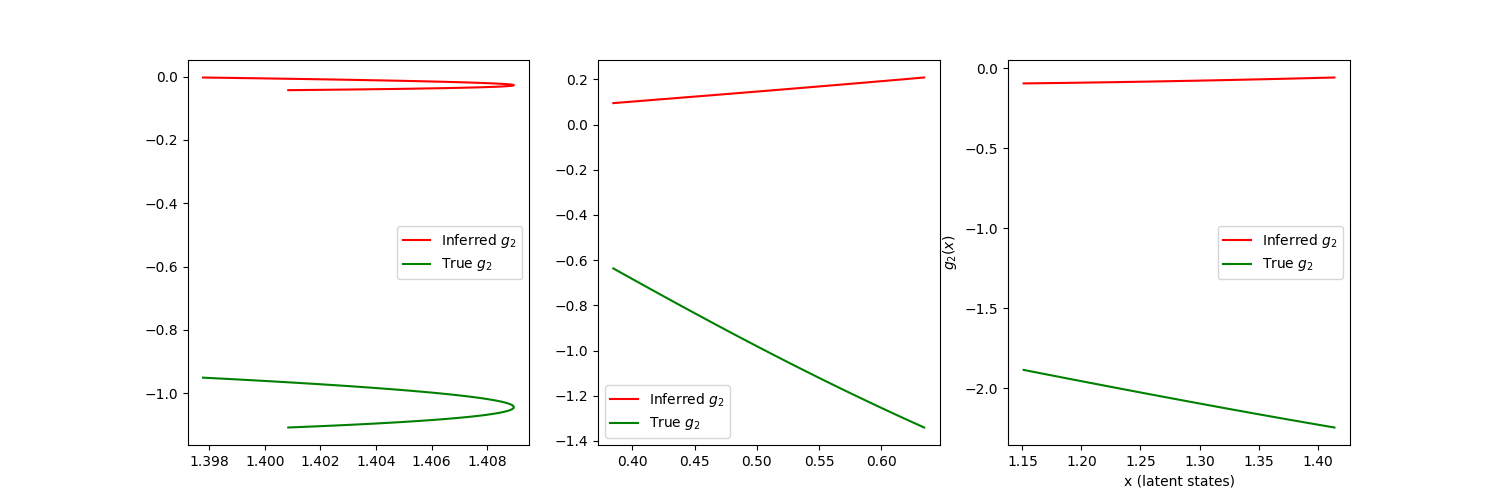 0.0
−0.2
−0.4
−0.6
−0.8
−1.0
1.398 1.400 1.402 1.404 1.406 1.408
Inferred g₂
True g₂
0.2
0.0
−0.2
−0.4
−0.6
−0.8
−1.0
−1.2
−1.4
0.40 0.45 0.50 0.55 0.60
Inferred g₂
True g₂
g₂(x)
0.0
−0.5
−1.0
−1.5
−2.0
1.15 1.20 1.25 1.30 1.35 1.40
x (latent states)
Inferred g₂
True g₂